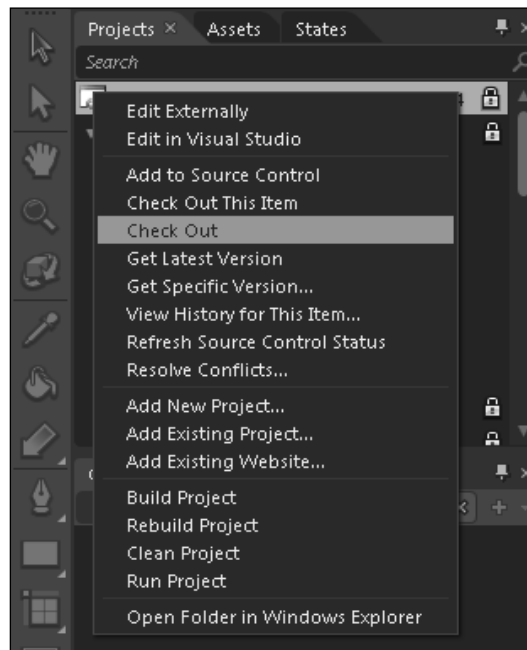 Projects × Assets States
Search
Edit Externally
Edit in Visual Studio
Add to Source Control
Check Out This Item
Check Out
Get Latest Version
Get Specific Version...
View History for This Item...
Refresh Source Control Status
Resolve Conflicts...
Add New Project...
Add Existing Project...
Add Existing Website...
Build Project
Rebuild Project
Clean Project
Run Project
Open Folder in Windows Explorer